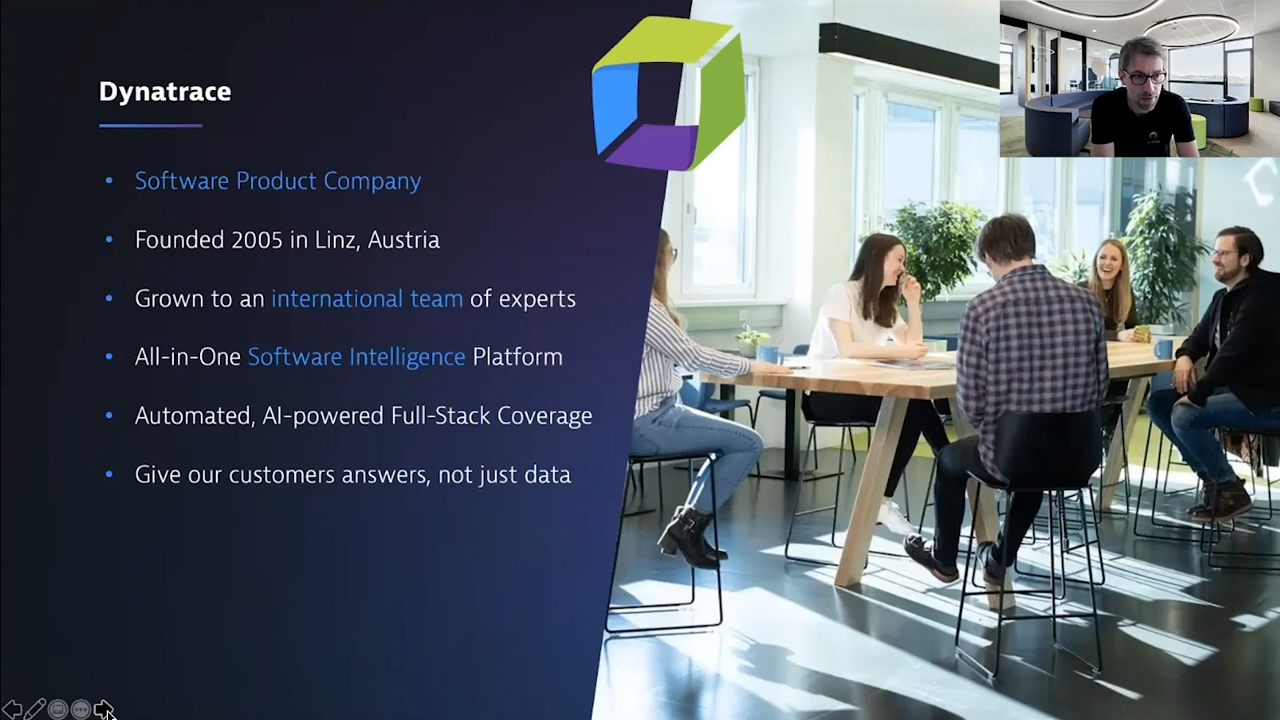 Dynatrace
Software Product Company
Founded 2005 in Linz, Austria
Grown to an international team of experts
All-in-One Software Intelligence Platform
Automated, AI-powered Full-Stack Coverage
Give our customers answers, not just data